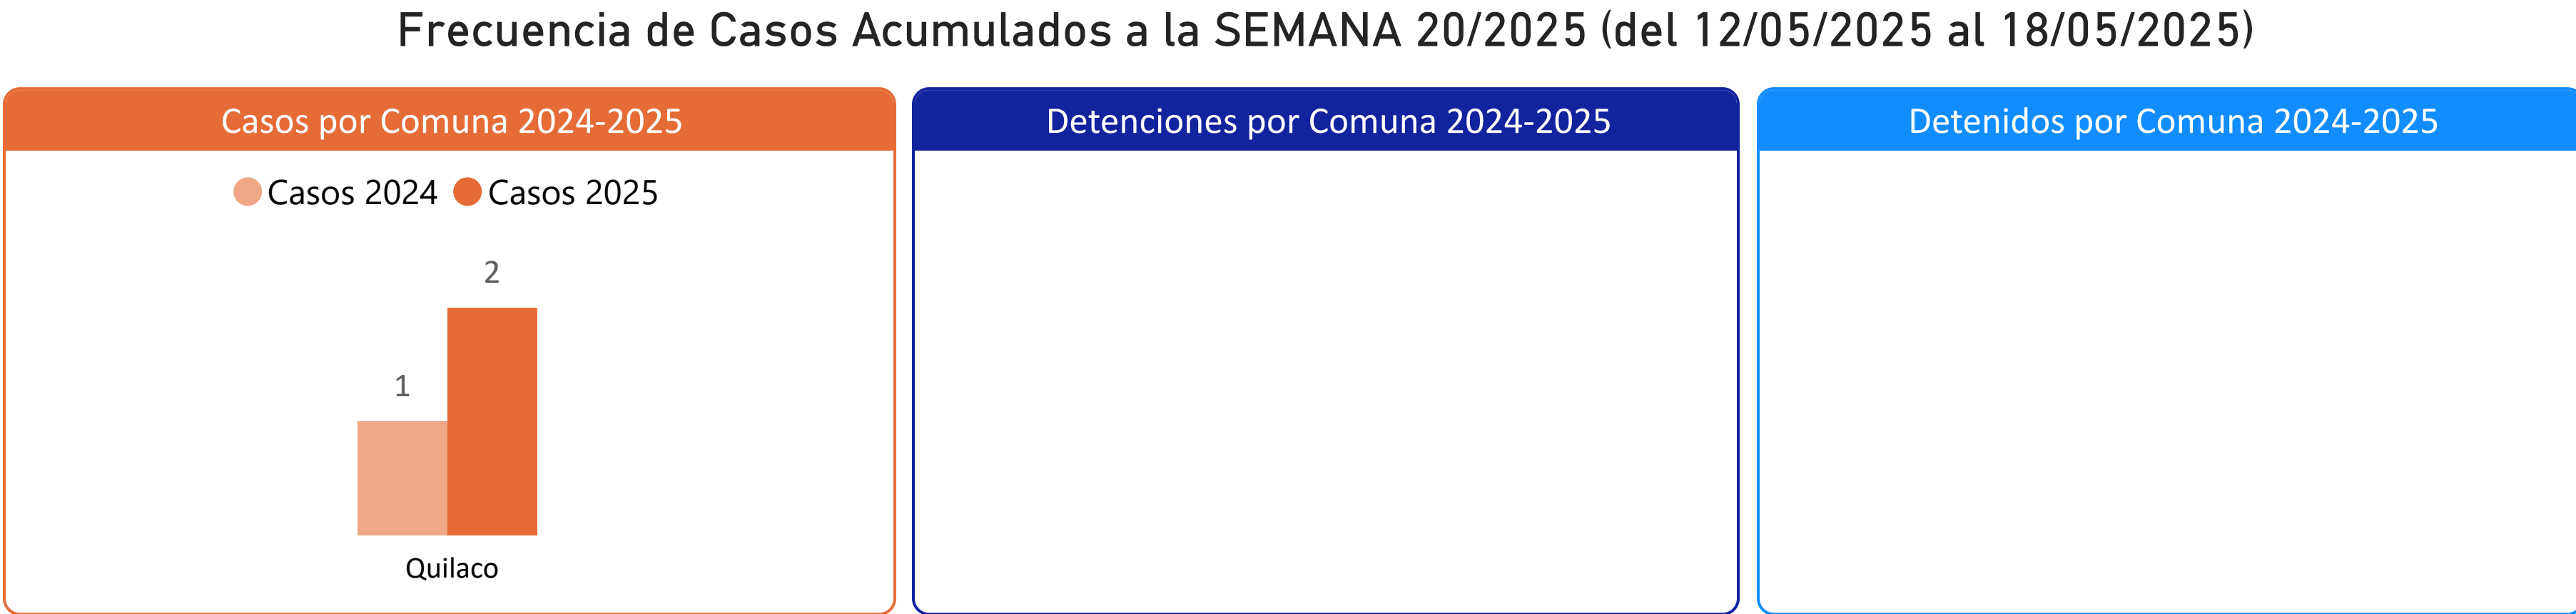 Frecuencia de Casos Acumulados a la SEMANA 20/2025 (del 12/05/2025 al 18/05/2025)
Casos por Comuna 2024-2025
Casos 2024 Casos 2025
2
1
Quilaco
Detenciones por Comuna 2024-2025
Detenidos por Comuna 2024-2025